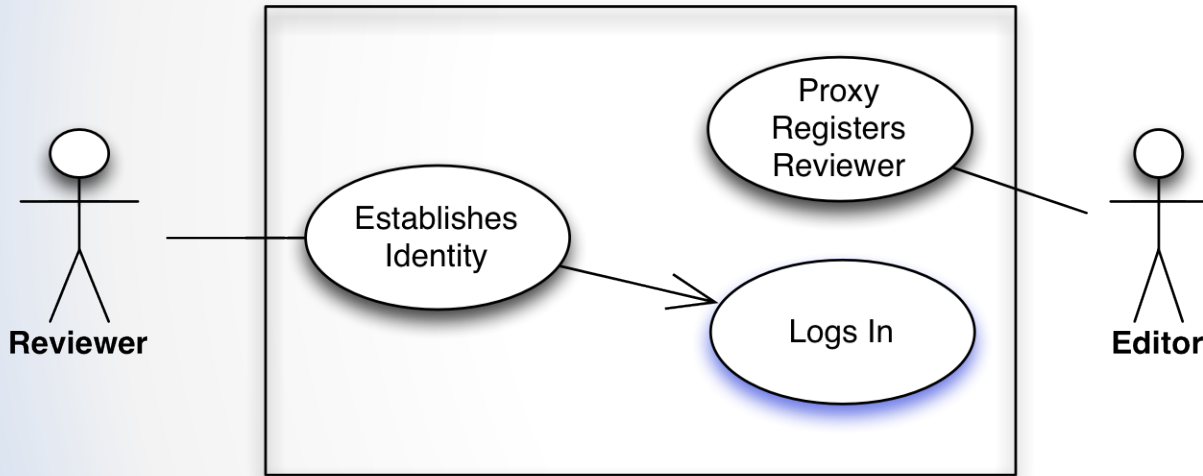 Proxy
Registers
Reviewer
Establishes
Identity
Logs In
Reviewer
Editor